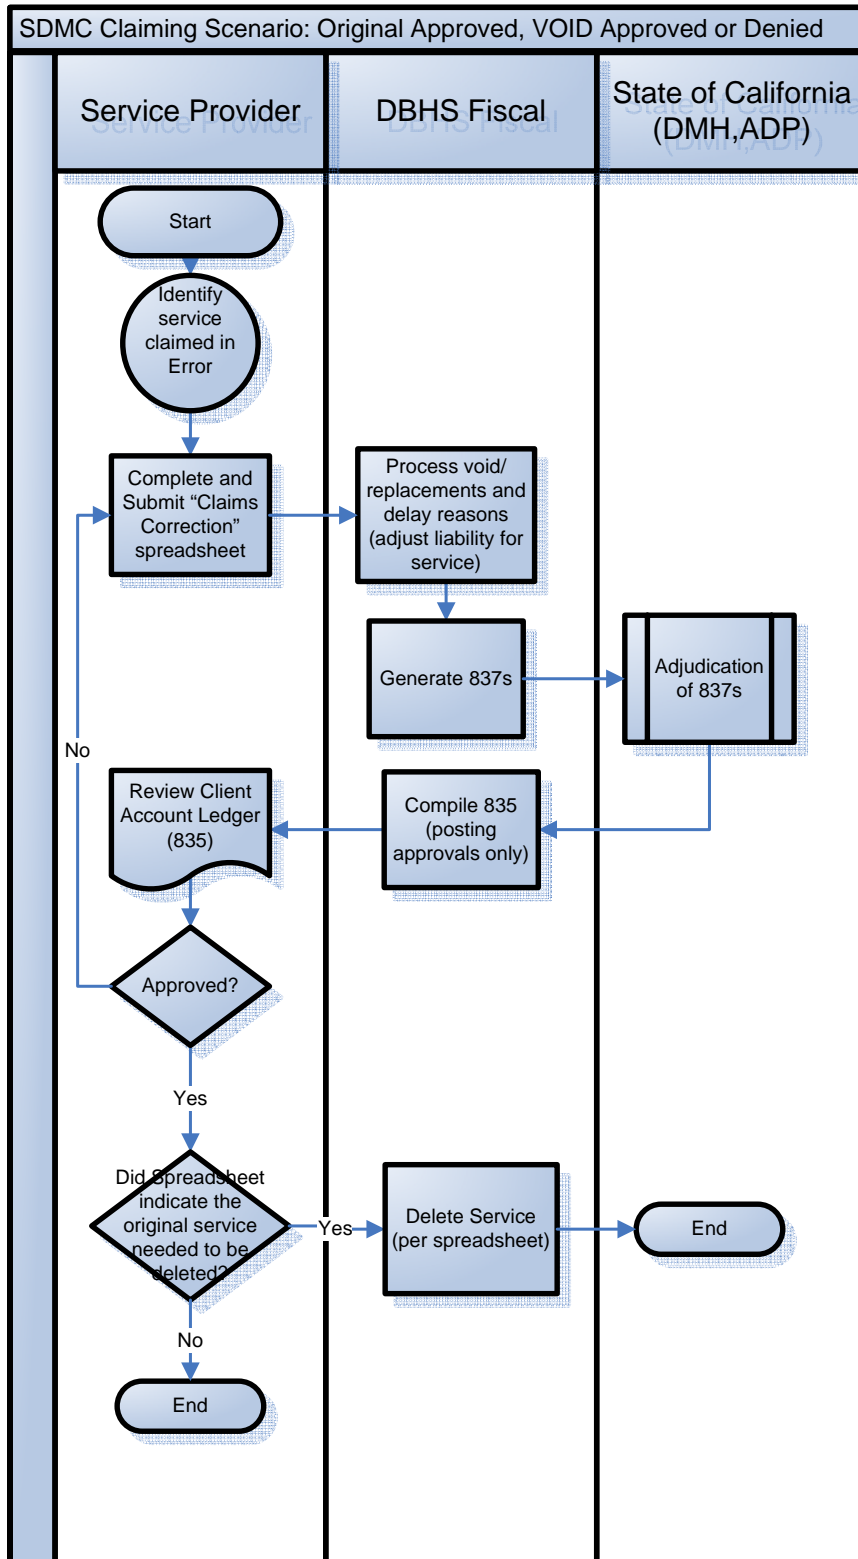 SDMC Claiming Scenario: Original Approved, VOID Approved or Denied
Service Provider
DBHS Fiscal
State of California
(DMH,ADP)
Start
Identify
service
claimed in
Error
Complete and
Submit “Claims
Correction”
spreadsheet
Process void/
replacements and
delay reasons
(adjust liability for
service)
Generate 837s
Adjudication
of 837s
No
Review Client
Account Ledger
(835)
Compile 835
(posting
approvals only)
Approved?
Yes
Did Spreadsheet
indicate the
original service
needed to be
deleted?
Yes
Delete Service
(per spreadsheet)
End
No
End